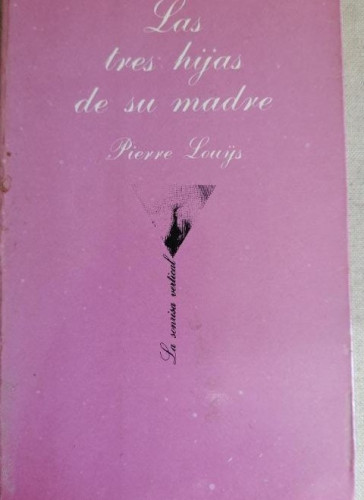 Las
tres hijas
de su madre
Pierre Louÿs
La sonrisa vertical